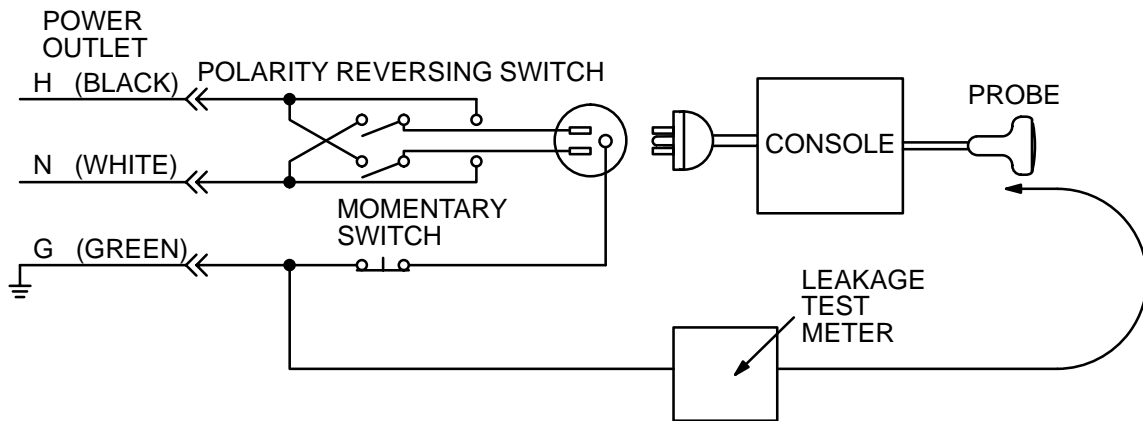 POWER
OUTLET
H (BLACK)
POLARITY REVERSING SWITCH
N (WHITE)
G (GREEN)
MOMENTARY
SWITCH
CONSOLE
PROBE
LEAKAGE
TEST
METER